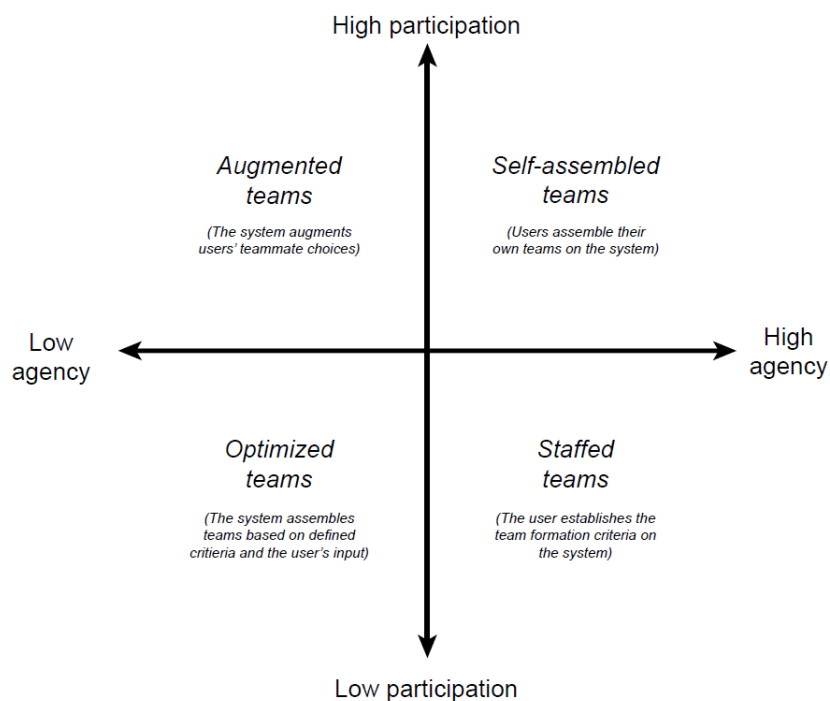 High participation
Augmented
teams
(The system augments
users' teammate choices)
Self-assembled
teams
(Users assemble their
own teams on the system)
Low
agency
High
agency
Optimized
teams
(The system assembles
teams based on defined
critieria and the user's input)
Staffed
teams
(The user establishes the
team formation criteria on
the system)
Low participation